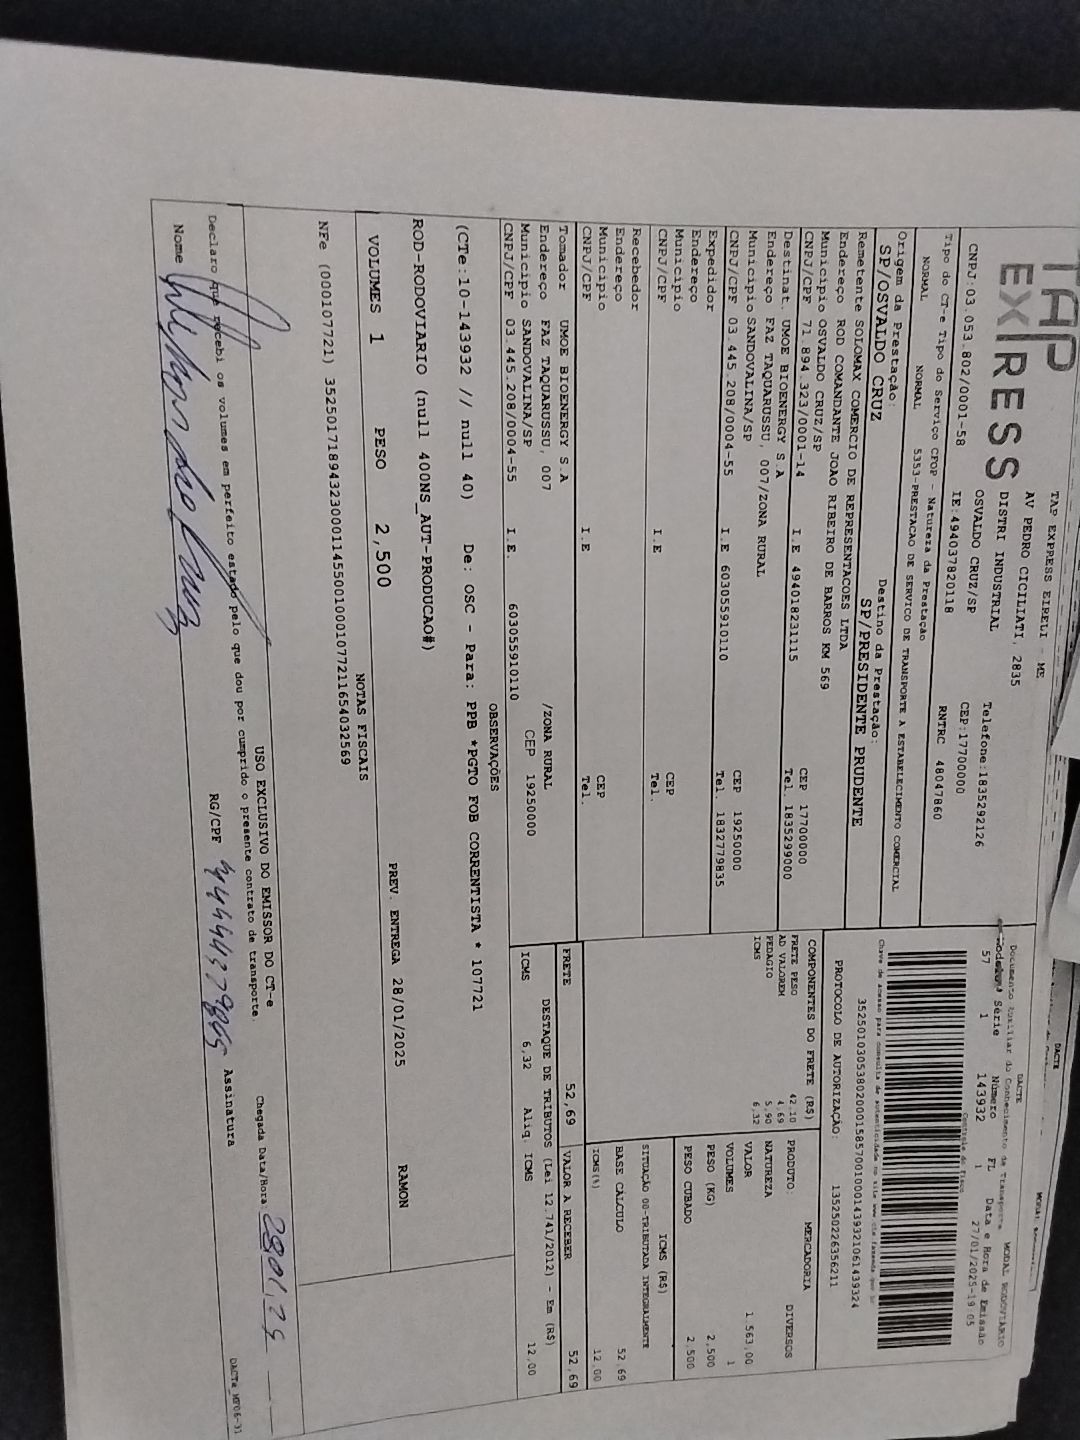 TAP EXPRESS
TAP EXPRESS EIRELI - ME
AV PEDRO CICILIATI, 2835
DISTRI INDUSTRIAL
OSVALDO CRUZ/SP
Telefone:1835292126
CEP:17700000
CNPJ:03.053.802/0001-58 IE:494037820118
RNTRC 48047860
Tipo do CT-e Tipo do Serviço CFOP - Natureza da Prestação
NORMAL NORMAL 5353-PRESTACAO DE SERVICO DE TRANSPORTE A ESTABELECIMENTO COMERCIAL
Origem da Prestação: Destino da Prestação:
SP/OSVALDO CRUZ SP/PRESIDENTE PRUDENTE
Remetente SOLOMAX COMERCIO DE REPRESENTACOES LTDA
Endereço ROD COMANDANTE JOAO RIBEIRO DE BARROS KM 569
Município OSVALDO CRUZ/SP CEP 17700000
CNPJ/CPF 71.894.323/0001-14 I.E 494018231115 Tel. 1835299000
Destinat. UMOE BIOENERGY S.A
Endereço FAZ TAQUARUSSU, 007/ZONA RURAL
Município SANDOVALINA/SP CEP 19250000
CNPJ/CPF 03.445.208/0004-55 I.E 603055910110 Tel. 1832779835
Expedidor
Endereço
Município CEP
CNPJ/CPF I.E Tel.
Recebedor
Endereço
Município CEP
CNPJ/CPF I.E Tel.
Tomador UMOE BIOENERGY S.A
Endereço FAZ TAQUARUSSU, 007 /ZONA RURAL
Município SANDOVALINA/SP CEP 19250000
CNPJ/CPF 03.445.208/0004-55 I.E. 603055910110
DACTE
Documento Auxiliar do Conhecimento de Transporte MODAL RODOVIÁRIO
Modelo Série Número FL Data e Hora de Emissão
57 1 143932 1 27/01/2025-19:05
Controle do Fisco
Chave de acesso para consulta de autenticidade no site www.cte.fazenda.gov.br
35250103053802000158570010001439321061439324
PROTOCOLO DE AUTORIZAÇÃO: 135250226356211
COMPONENTES DO FRETE (R$)
FRETE PESO 42,10
AD VALOREM 4,69
PEDAGIO 5,90
ICMS 6,32
MERCADORIA
PRODUTO: DIVERSOS
NATUREZA
VALOR 1.563,00
VOLUMES 1
PESO (KG) 2,500
PESO CUBADO 2,500
ICMS (R$)
SITUAÇÃO 00-TRIBUTADA INTEGRALMENTE
BASE CÁLCULO 52,69
ICMS(%) 12,00
FRETE 52,69 VALOR A RECEBER 52,69
DESTAQUE DE TRIBUTOS (Lei 12.741/2012) - Em (R$)
ICMS 6,32 Aliq. ICMS 12,00
OBSERVAÇÕES
(CTe:10-143932 // null 40) De: OSC - Para: PPB *PGTO FOB CORRENTISTA * 107721
ROD-RODOVIARIO (null 400NS_AUT-PRODUCAO#)
VOLUMES 1 PESO 2,500 PREV. ENTREGA 28/01/2025 RAMON
NOTAS FISCAIS
NFe (000107721) 35250171894323000114550010001077211654032569
USO EXCLUSIVO DO EMISSOR DO CT-e
Declaro que recebi os volumes em perfeito estado pelo que dou por cumprido o presente contrato de transporte.
Chegada Data/Hora 28/01/25
Nome RG/CPF Assinatura